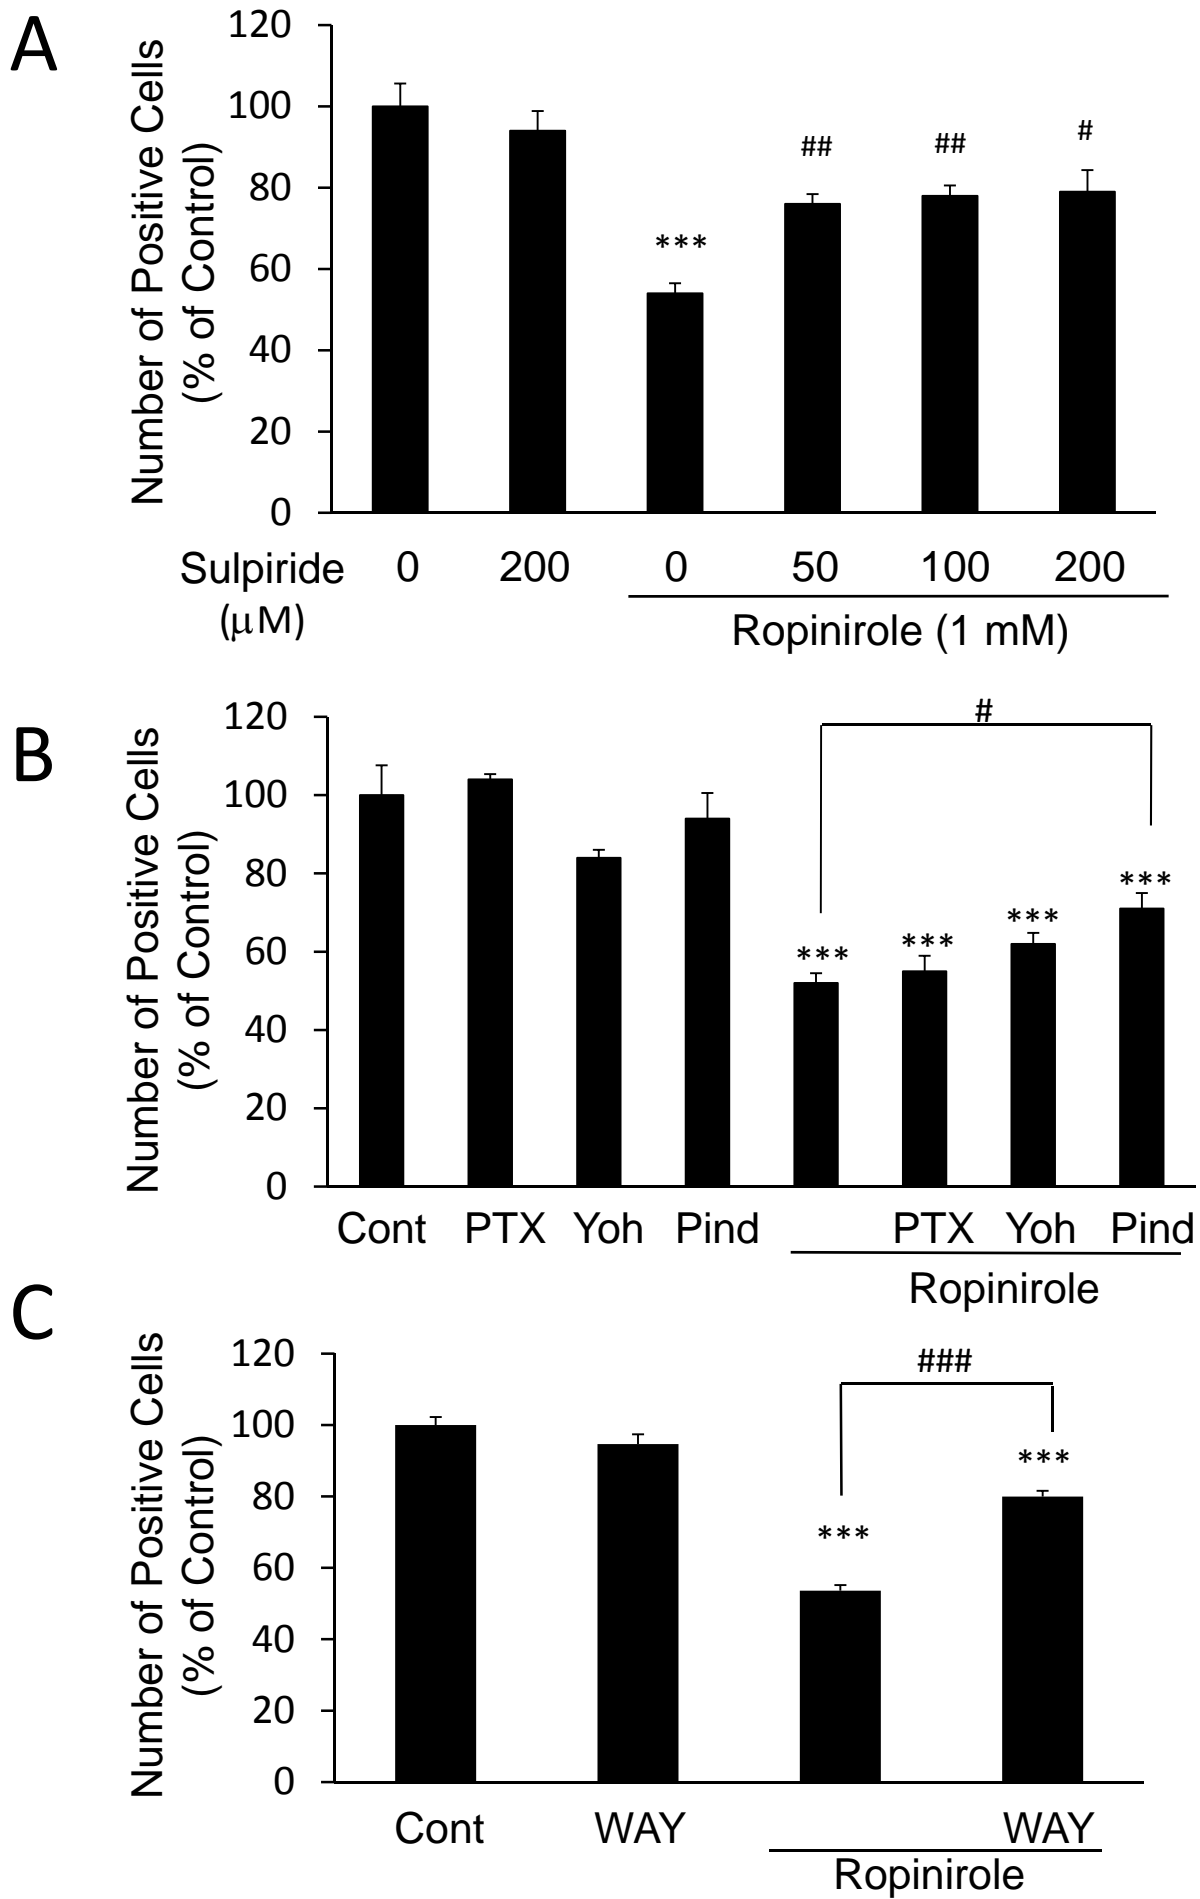 A
Number of Positive Cells
(% of Control)
120
100
80
60
40
20
0
***
##
##
#
Sulpiride 0 200 0 50 100 200
(μM)
Ropinirole (1 mM)
B
Number of Positive Cells
(% of Control)
120
100
80
60
40
20
0
#
***
***
***
***
Cont PTX Yoh Pind PTX Yoh Pind
Ropinirole
C
Number of Positive Cells
(% of Control)
120
100
80
60
40
20
0
###
***
***
Cont WAY WAY
Ropinirole